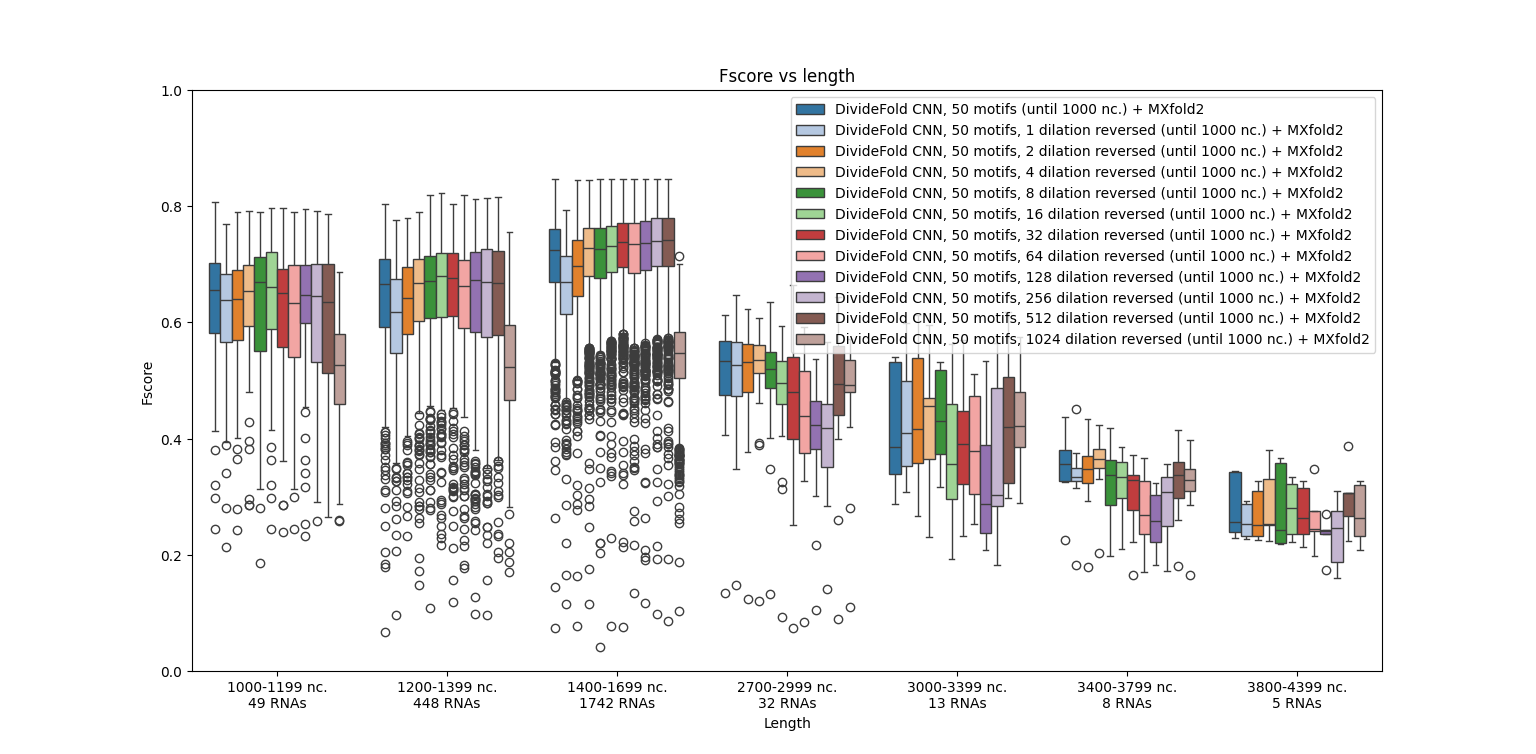 Fscore vs length
1.0
0.8
0.6
0.4
0.2
0.0
Fscore
DivideFold CNN, 50 motifs (until 1000 nc.) + MXfold2
DivideFold CNN, 50 motifs, 1 dilation reversed (until 1000 nc.) + MXfold2
DivideFold CNN, 50 motifs, 2 dilation reversed (until 1000 nc.) + MXfold2
DivideFold CNN, 50 motifs, 4 dilation reversed (until 1000 nc.) + MXfold2
DivideFold CNN, 50 motifs, 8 dilation reversed (until 1000 nc.) + MXfold2
DivideFold CNN, 50 motifs, 16 dilation reversed (until 1000 nc.) + MXfold2
DivideFold CNN, 50 motifs, 32 dilation reversed (until 1000 nc.) + MXfold2
DivideFold CNN, 50 motifs, 64 dilation reversed (until 1000 nc.) + MXfold2
DivideFold CNN, 50 motifs, 128 dilation reversed (until 1000 nc.) + MXfold2
DivideFold CNN, 50 motifs, 256 dilation reversed (until 1000 nc.) + MXfold2
DivideFold CNN, 50 motifs, 512 dilation reversed (until 1000 nc.) + MXfold2
DivideFold CNN, 50 motifs, 1024 dilation reversed (until 1000 nc.) + MXfold2
1000-1199 nc.
49 RNAs
1200-1399 nc.
448 RNAs
1400-1699 nc.
1742 RNAs
2700-2999 nc.
32 RNAs
3000-3399 nc.
13 RNAs
3400-3799 nc.
8 RNAs
3800-4399 nc.
5 RNAs
Length